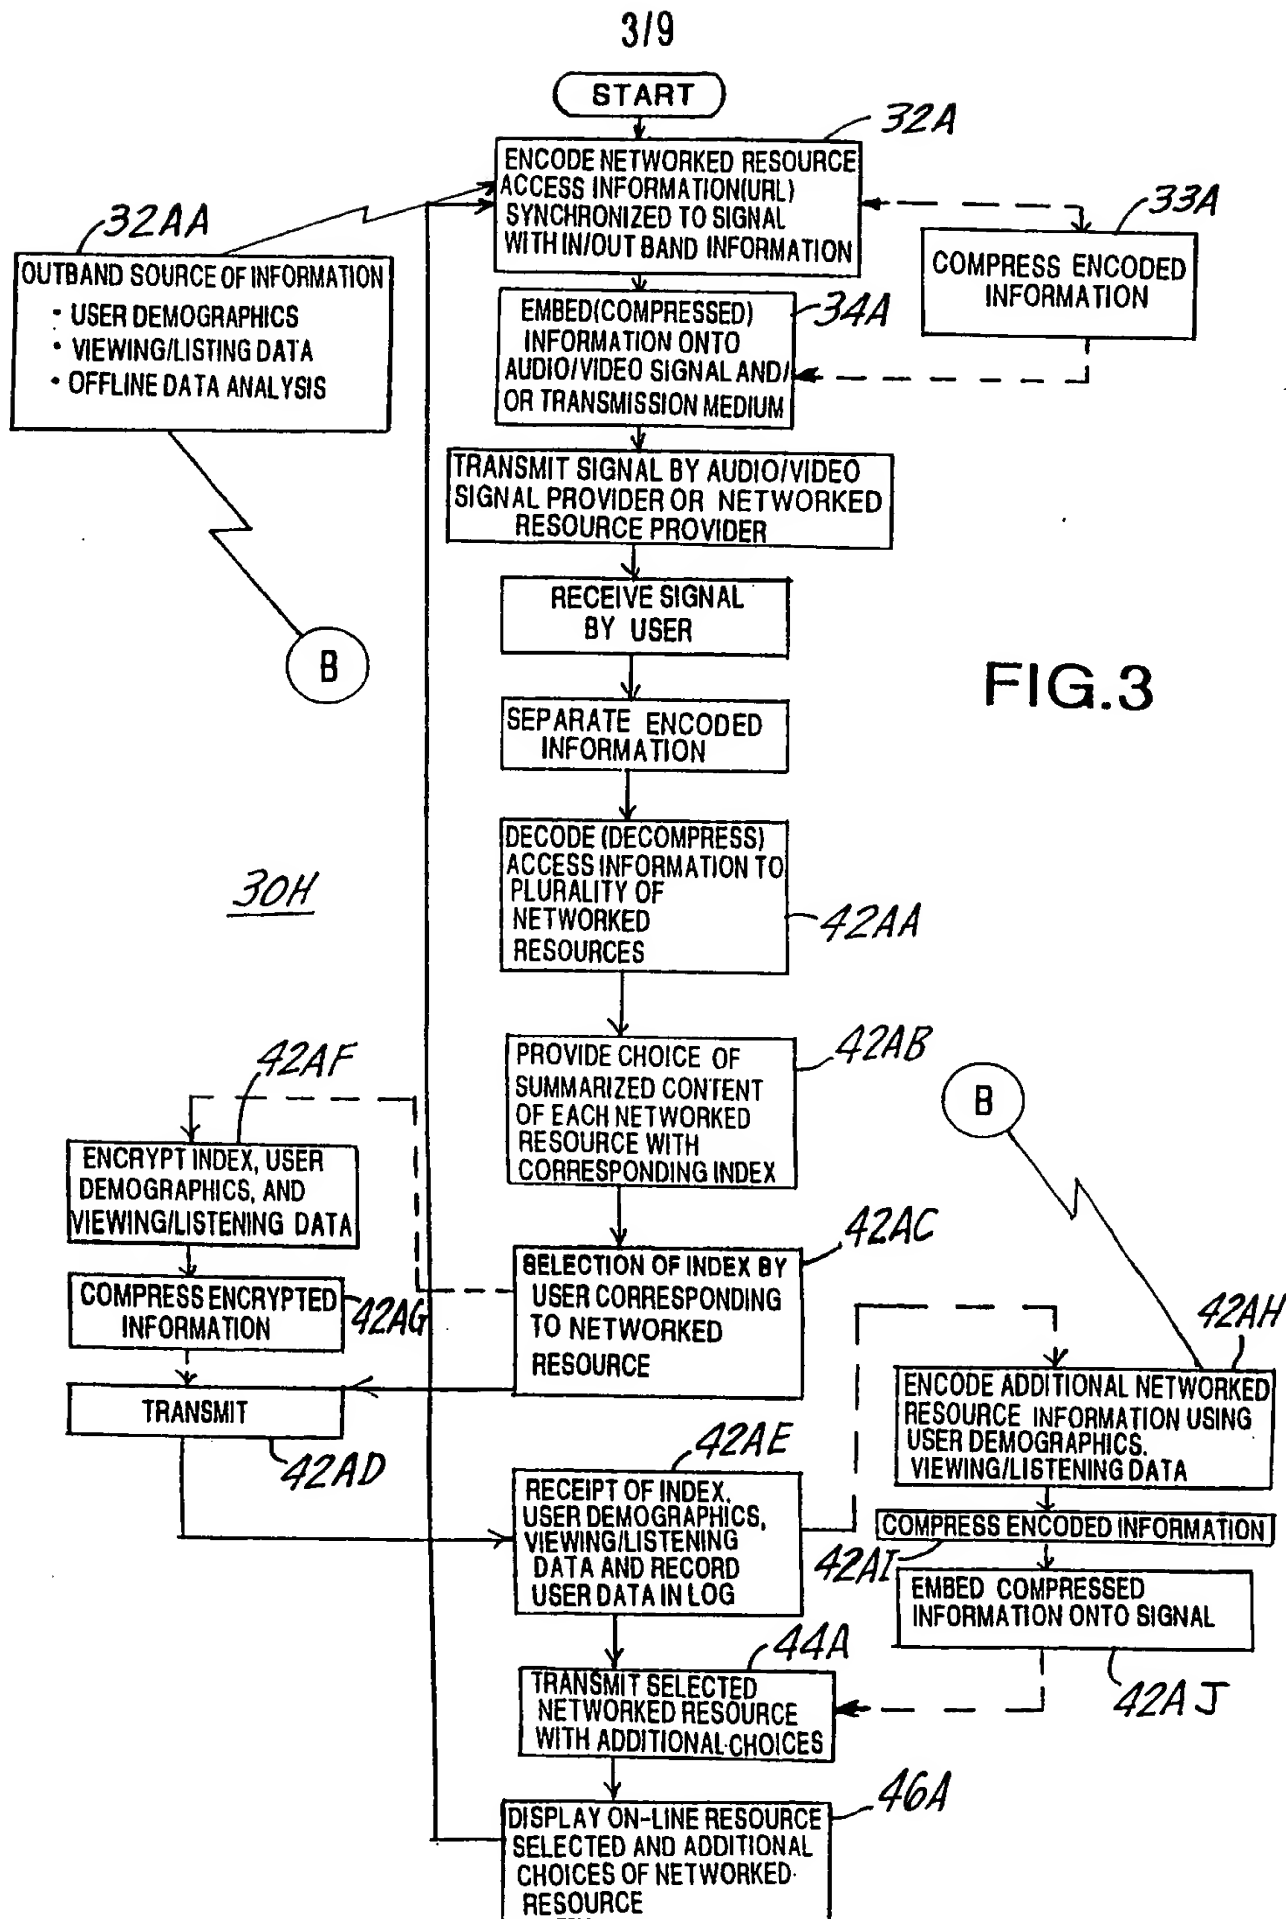 3/9
START
32A
ENCODE NETWORKED RESOURCE
ACCESS INFORMATION(URL)
SYNCHRONIZED TO SIGNAL
WITH IN/OUT BAND INFORMATION
33A
COMPRESS ENCODED
INFORMATION
32AA
OUTBAND SOURCE OF INFORMATION
• USER DEMOGRAPHICS
• VIEWING/LISTING DATA
• OFFLINE DATA ANALYSIS
34A
EMBED(COMPRESSED)
INFORMATION ONTO
AUDIO/VIDEO SIGNAL AND/
OR TRANSMISSION MEDIUM
TRANSMIT SIGNAL BY AUDIO/VIDEO
SIGNAL PROVIDER OR NETWORKED
RESOURCE PROVIDER
RECEIVE SIGNAL
BY USER
B
FIG.3
SEPARATE ENCODED
INFORMATION
DECODE (DECOMPRESS)
ACCESS INFORMATION TO
PLURALITY OF
NETWORKED
RESOURCES
42AA
30H
42AB
PROVIDE CHOICE OF
SUMMARIZED CONTENT
OF EACH NETWORKED
RESOURCE WITH
CORRESPONDING INDEX
B
42AF
ENCRYPT INDEX, USER
DEMOGRAPHICS, AND
VIEWING/LISTENING DATA
42AC
SELECTION OF INDEX BY
USER CORRESPONDING
TO NETWORKED
RESOURCE
COMPRESS ENCRYPTED
INFORMATION
42AG
TRANSMIT
42AD
42AH
ENCODE ADDITIONAL NETWORKED
RESOURCE INFORMATION USING
USER DEMOGRAPHICS.
VIEWING/LISTENING DATA
42AE
RECEIPT OF INDEX,
USER DEMOGRAPHICS,
VIEWING/LISTENING
DATA AND RECORD
USER DATA IN LOG
COMPRESS ENCODED INFORMATION
42AI
EMBED COMPRESSED
INFORMATION ONTO SIGNAL
42AJ
44A
TRANSMIT SELECTED
NETWORKED RESOURCE
WITH ADDITIONAL CHOICES
46A
DISPLAY ON-LINE RESOURCE
SELECTED AND ADDITIONAL
CHOICES OF NETWORKED
RESOURCE